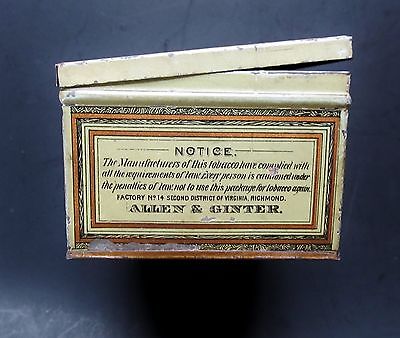 NOTICE.
The Manufacturers of this tobacco have complied with
all the requirements of law. Every person is cautioned under
the penalties of law, not to use this package for tobacco again.
FACTORY No 14 SECOND DISTRICT OF VIRGINIA, RICHMOND.
ALLEN & GINTER.